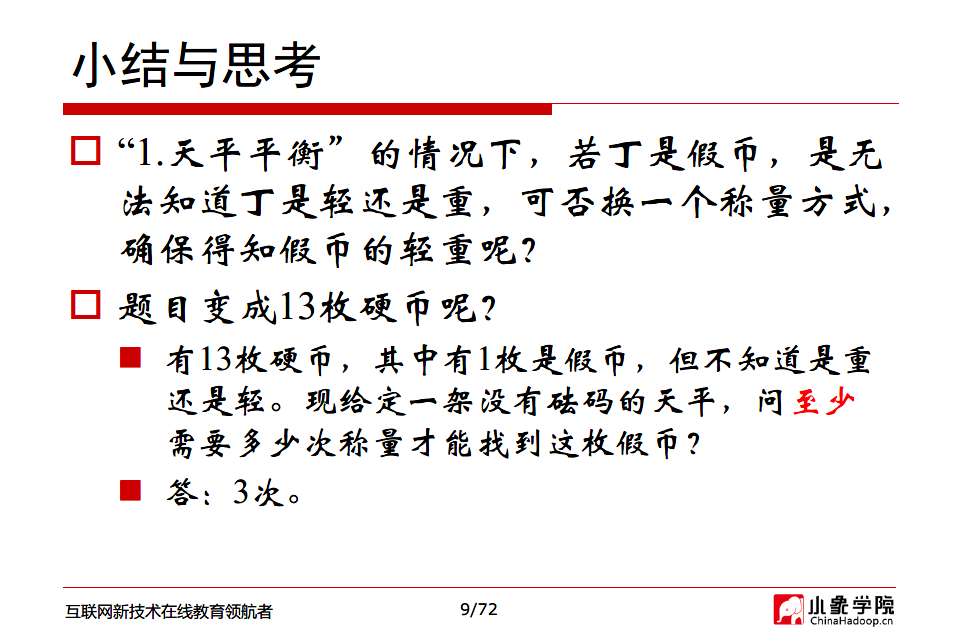 小结与思考
“1.天平平衡”的情况下，若丁是假币，是无
法知道丁是轻还是重，可否换一个称量方式，
确保得知假币的轻重呢？
题目变成13枚硬币呢？
有13枚硬币，其中有1枚是假币，但不知道是重
还是轻。现给定一架没有砝码的天平，问至少
需要多少次称量才能找到这枚假币？
答：3次。
互联网新技术在线教育领航者
9/72
小象学院
ChinaHadoop.cn